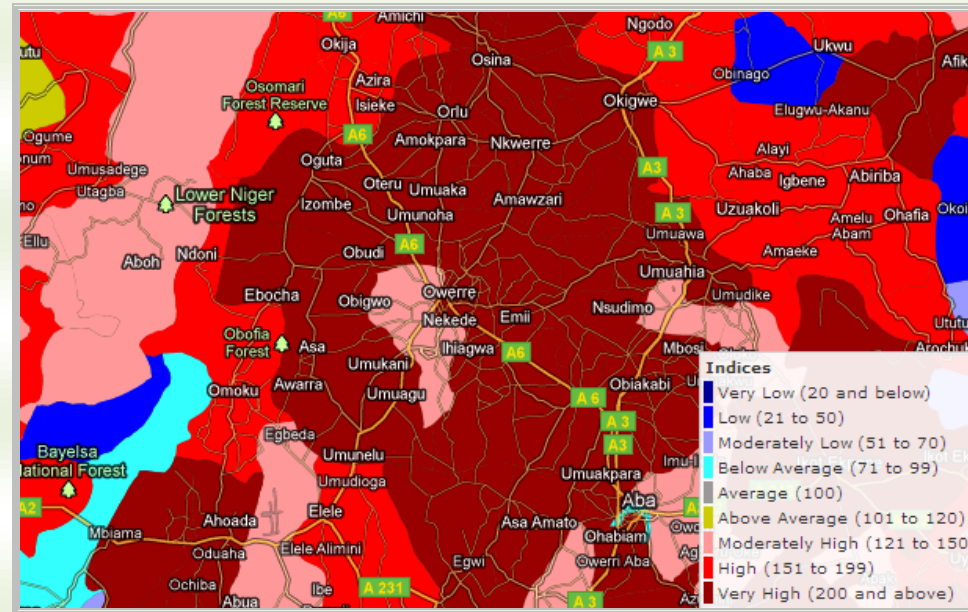 A6
Amichi
Ngodo
Okija
A 3
Ukwu
Osina
Afik
Azira
Obinago
Osomari
Forest Reserve
Isieke
Okigwe
Orlu
Elugwu-Akanu
Ogume
A6
Amokpara
Nkwerre
Alayi
Oguta
A3
Umusadege
Ahaba
Igbene
Abiriba
Utagba
Lower Niger
Forests
Oteru
Umuaka
Izombe
Amawzari
Umunoha
A 3
Uzuakoli
Amelu
Abam
Ohafia
Okoi
Ellu
Umuawa
Aboh
Ndoni
Obudi
A6
Amaeke
Umuahia
Ebocha
Obigwo
Owerre
Nsudimo
Umudike
Nekede
Emii
Ututu
Obofia
Forest
Asa
Ihiagwa
A6
Mbosi
Arochuk
Umukani
Omoku
Awarra
Umuagu
Obiakabi
A 6
A 3
A3
Egbeda
Bayelsa
National Forest
Umunelu
Umuakpara
Imu-I
Umudioga
Aba
A2
Elele
Asa Amato
Mbiama
Ahoada
Ohabiam
Oduaha
Elele Alimini
Owerri Aba
Egwi
Ochiba
Abua
Ibe
A 231
A 3
Indices
Very Low (20 and below)
Low (21 to 50)
Moderately Low (51 to 70)
Below Average (71 to 99)
Average (100)
Above Average (101 to 120)
Moderately High (121 to 150)
High (151 to 199)
Very High (200 and above)